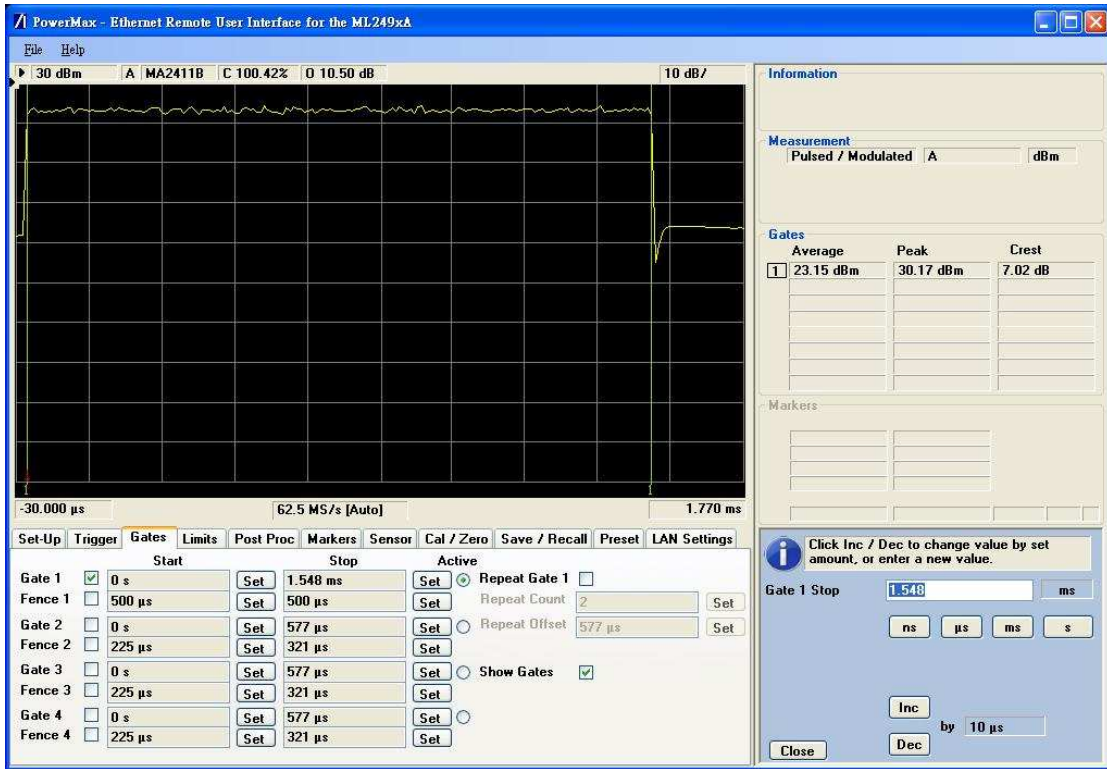 PowerMax - Ethernet Remote User Interface for the ML249xA
File Help
30 dBm A MA2411B C 100.42% O 10.50 dB 10 dB/
1 1
-30.000 µs 62.5 MS/s [Auto] 1.770 ms
Information
Measurement
Pulsed / Modulated A dBm
Gates
Average Peak Crest
1 23.15 dBm 30.17 dBm 7.02 dB
Markers
Set-Up Trigger Gates Limits Post Proc Markers Sensor Cal / Zero Save / Recall Preset LAN Settings
Start Stop Active
Gate 1 0 s Set 1.548 ms Set Repeat Gate 1
Fence 1 500 µs Set 500 µs Set Repeat Count 2 Set
Gate 2 0 s Set 577 µs Set Repeat Offset 577 µs Set
Fence 2 225 µs Set 321 µs Set
Gate 3 0 s Set 577 µs Set Show Gates
Fence 3 225 µs Set 321 µs Set
Gate 4 0 s Set 577 µs Set
Fence 4 225 µs Set 321 µs Set
Click Inc / Dec to change value by set
amount, or enter a new value.
Gate 1 Stop 1.548 ms
ns µs ms s
Inc
by 10 µs
Close Dec